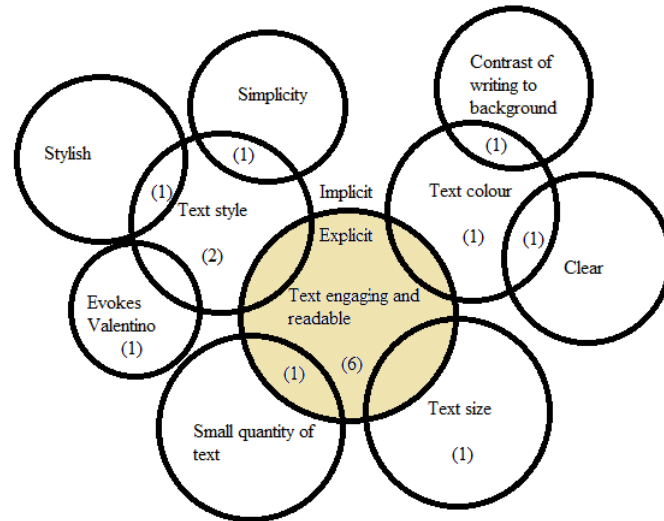 Contrast of
writing to
background
(1)
Simplicity
(1)
Stylish
(1)
Text style
(2)
Implicit
Explicit
Text colour
(1)
(1)
Clear
Evokes
Valentino
(1)
Text engaging and
readable
(6)
(1)
Small quantity of
text
Text size
(1)